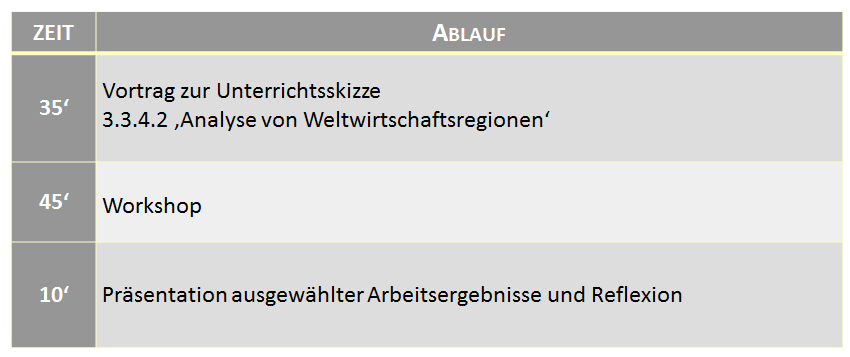 ZEIT ABLAUF
35‘ Vortrag zur Unterrichtsskizze
3.3.4.2 ‚Analyse von Weltwirtschaftsregionen‘
45‘ Workshop
10‘ Präsentation ausgewählter Arbeitsergebnisse und Reflexion